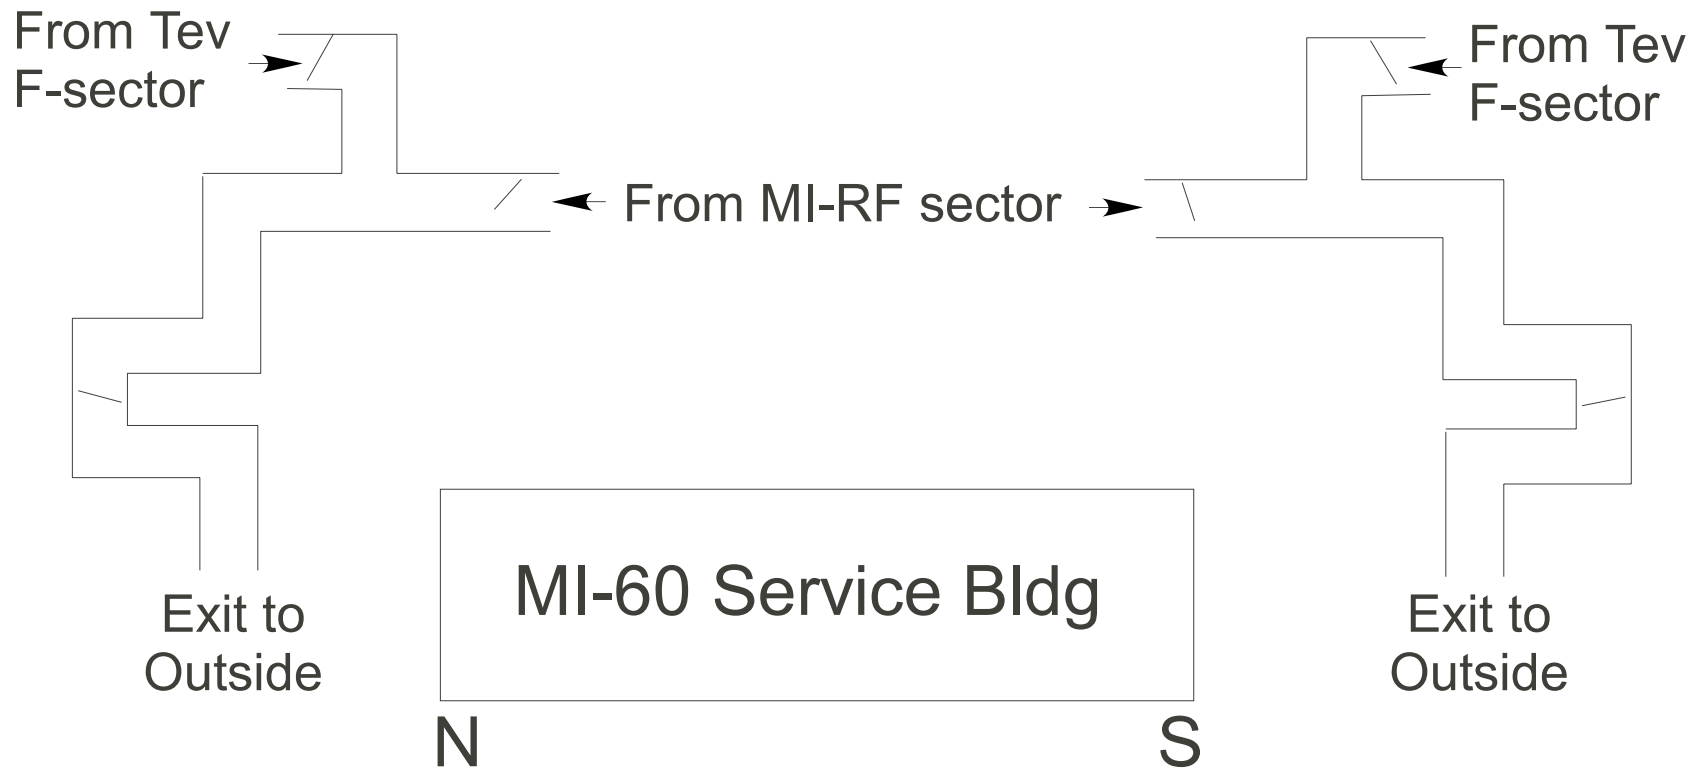 From Tev
F-sector
From Tev
F-sector
From MI-RF sector
MI-60 Service Bldg
Exit to
Outside
Exit to
Outside
N
S